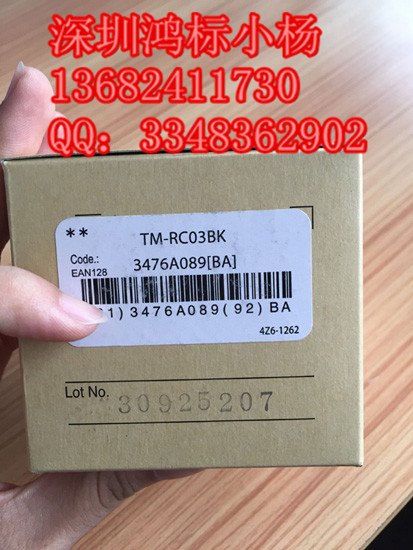 深圳鸿标小杨
13682411730
QQ：3348362902
** TM-RC03BK
Code.: 3476A089[BA]
EAN128
1)3476A089(92)BA
4Z6-1262
Lot No. 30925207